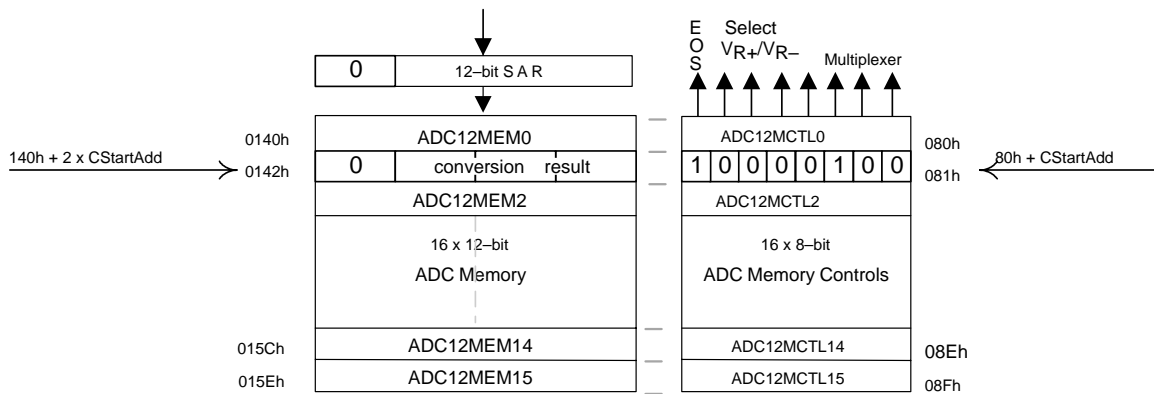 E
O
S
Select
VR+/VR–
Multiplexer
0 12–bit S A R
0140h ADC12MEM0 ADC12MCTL0 080h
140h + 2 x CStartAdd 0142h 0 conversion result 1 0 0 0 0 1 0 0 081h 80h + CStartAdd
ADC12MEM2 ADC12MCTL2
16 x 12–bit 16 x 8–bit
ADC Memory ADC Memory Controls
015Ch ADC12MEM14 ADC12MCTL14 08Eh
015Eh ADC12MEM15 ADC12MCTL15 08Fh